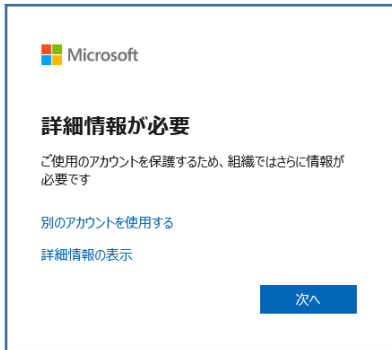 Microsoft
詳細情報が必要
ご使用のアカウントを保護するため、組織ではさらに情報が
必要です
別のアカウントを使用する
詳細情報の表示
次へ